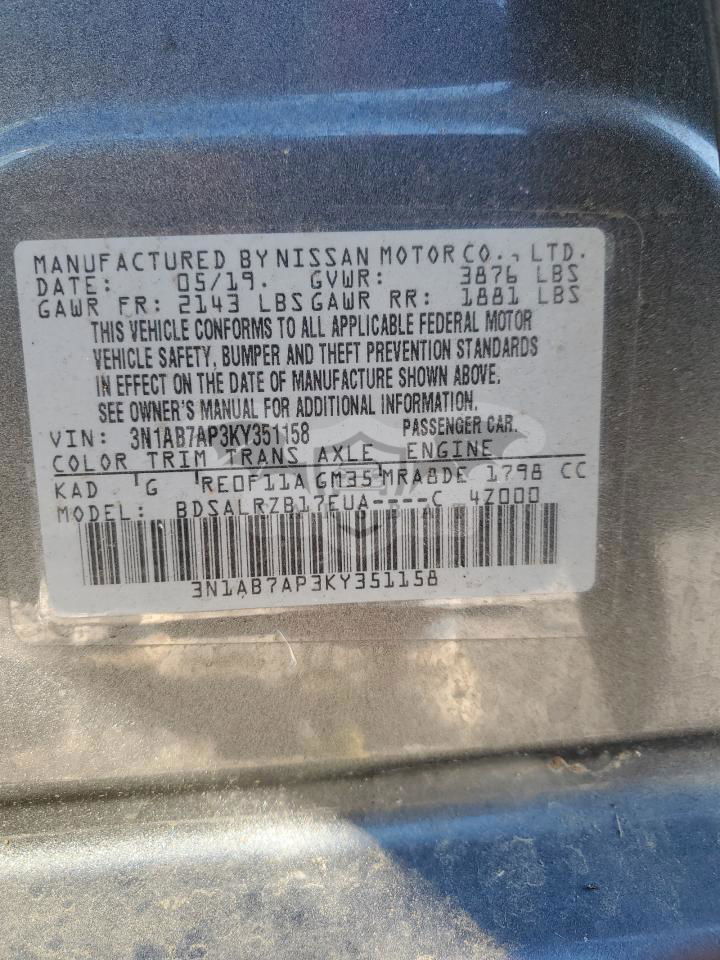 MANUFACTURED BY NISSAN MOTOR CO., LTD.
DATE: 05/19. GVWR: 3876 LBS
GAWR FR: 2143 LBS GAWR RR: 1881 LBS
THIS VEHICLE CONFORMS TO ALL APPLICABLE FEDERAL MOTOR
VEHICLE SAFETY, BUMPER AND THEFT PREVENTION STANDARDS
IN EFFECT ON THE DATE OF MANUFACTURE SHOWN ABOVE.
SEE OWNER'S MANUAL FOR ADDITIONAL INFORMATION.
VIN: 3N1AB7AP3KY351158 PASSENGER CAR.
COLOR TRIM TRANS AXLE ENGINE
KAD G RE0F11A GM35 MRA8DE 1798 CC
MODEL: BDSALRZB17EUA----C 4Z000
3N1AB7AP3KY351158